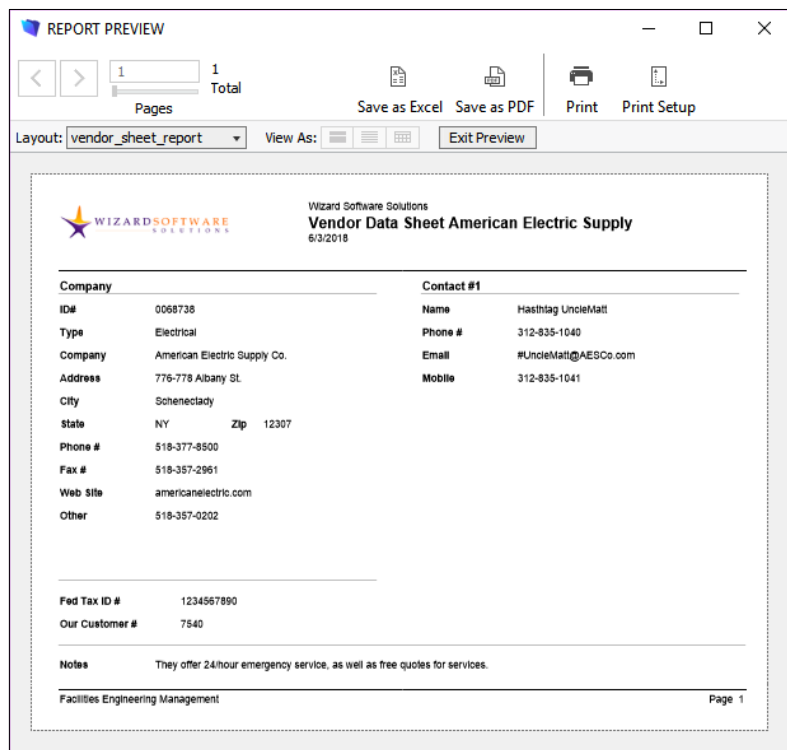 REPORT PREVIEW
1
1
Total
Pages
Save as Excel Save as PDF Print Print Setup
Layout: vendor_sheet_report View As: Exit Preview
WIZARDSOFTWARE
SOLUTIONS
Wizard Software Solutions
Vendor Data Sheet American Electric Supply
6/3/2018
Company
ID# 0068738
Type Electrical
Company American Electric Supply Co.
Address 776-778 Albany St.
City Schenectady
State NY Zip 12307
Phone # 518-377-8500
Fax # 518-357-2961
Web Site americanelectric.com
Other 518-357-0202
Contact #1
Name Hasthtag UncleMatt
Phone # 312-835-1040
Email #UncleMatt@AESCo.com
Mobile 312-835-1041
Fed Tax ID # 1234567890
Our Customer # 7540
Notes They offer 24/hour emergency service, as well as free quotes for services.
Facilities Engineering Management Page 1